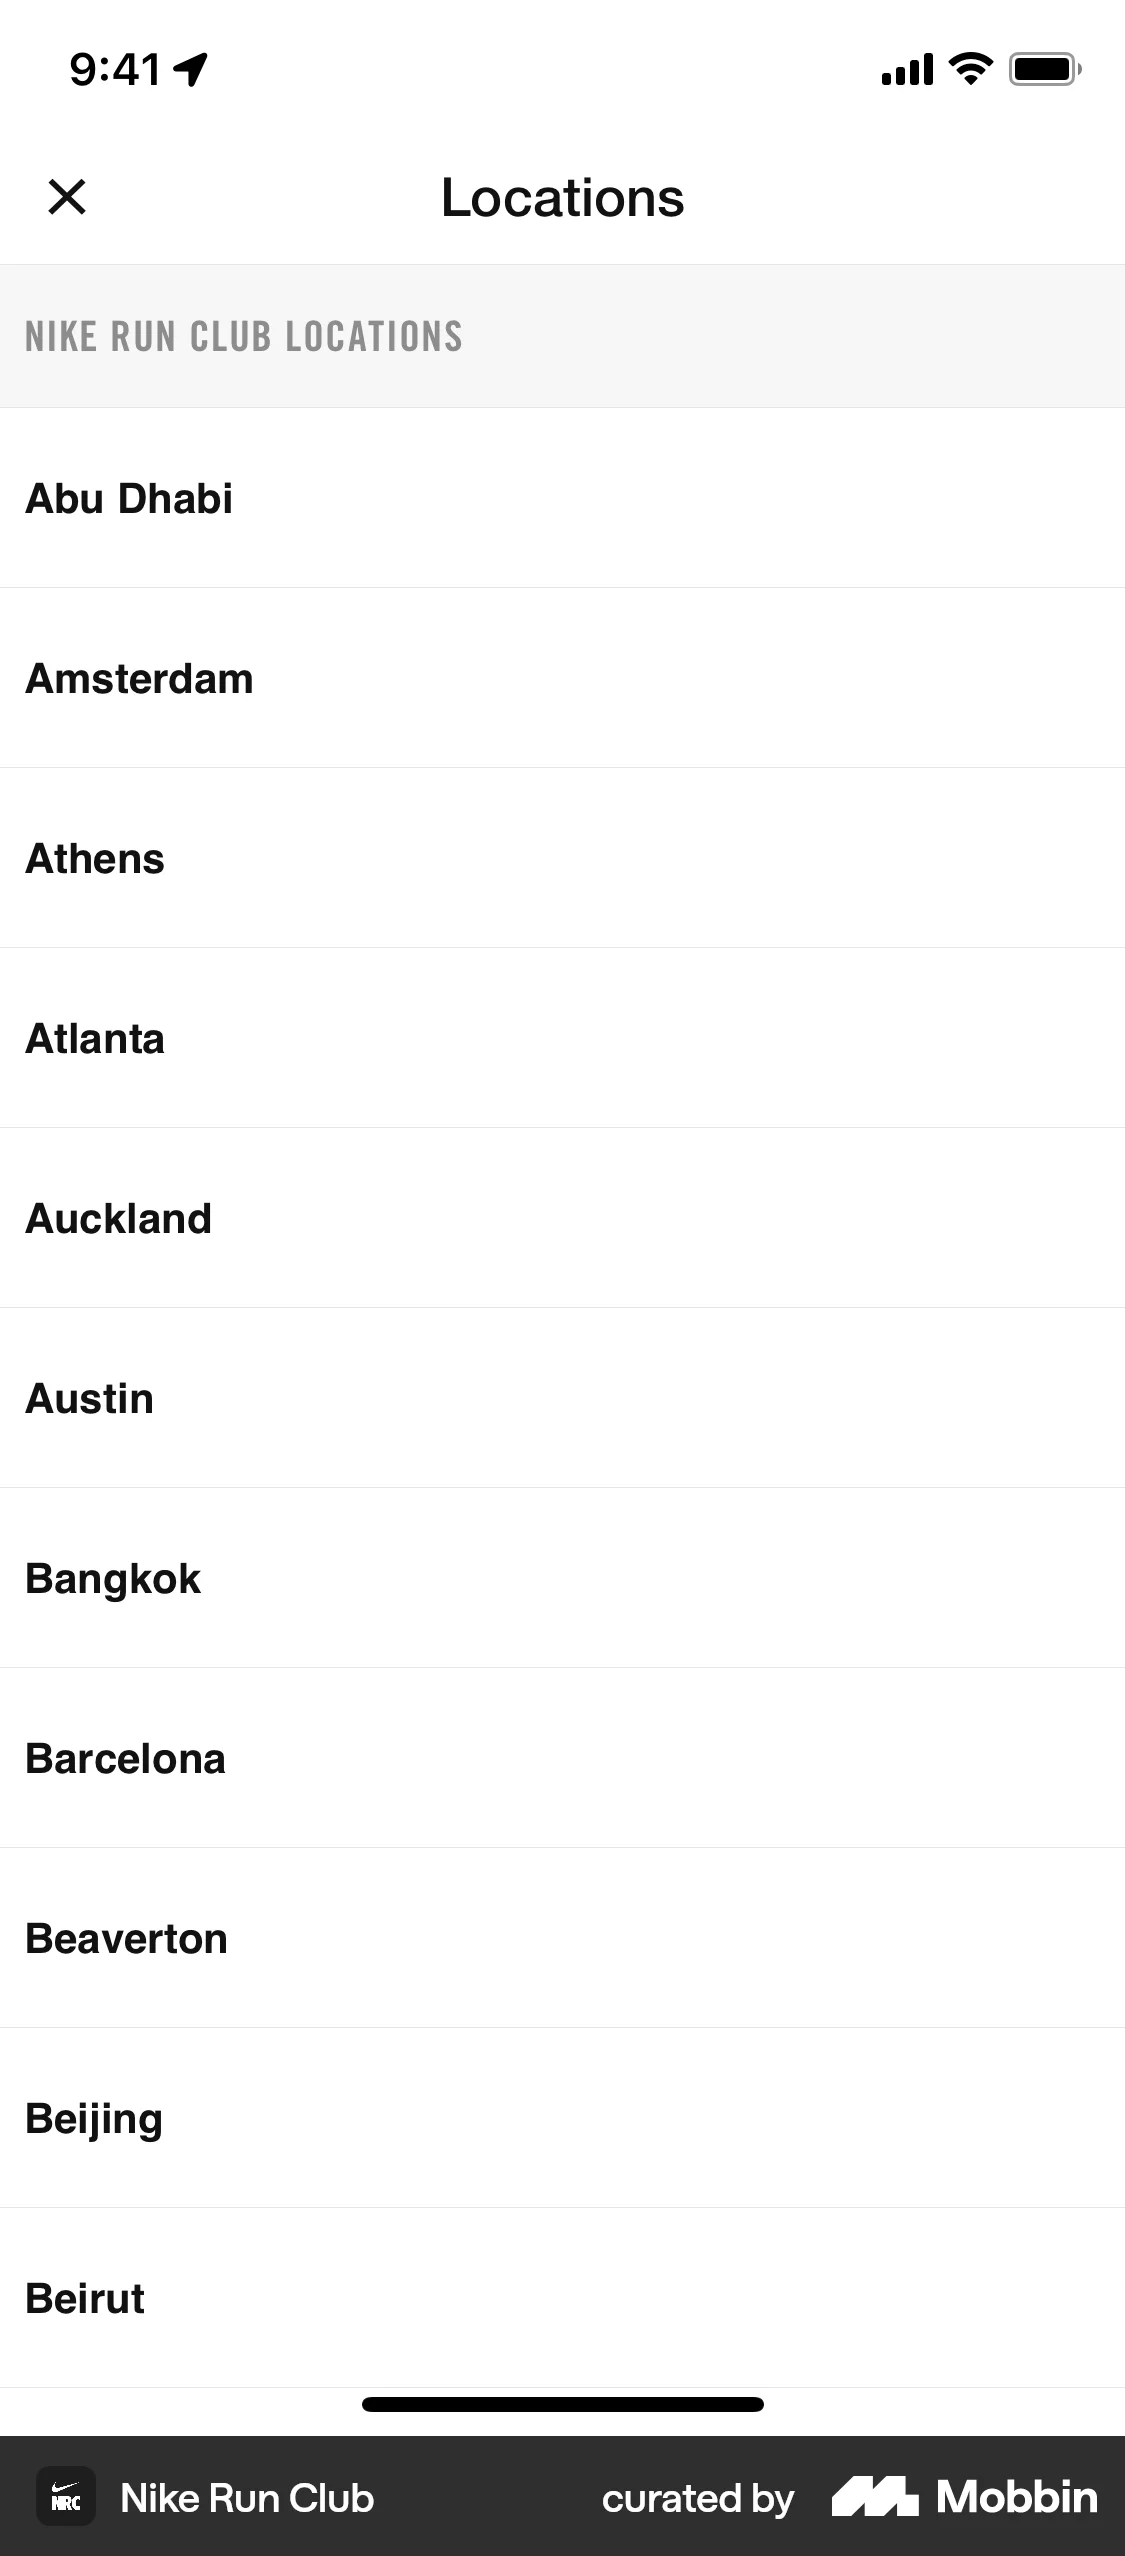 9:41
Locations
NIKE RUN CLUB LOCATIONS
Abu Dhabi
Amsterdam
Athens
Atlanta
Auckland
Austin
Bangkok
Barcelona
Beaverton
Beijing
Beirut
NRC Nike Run Club curated by Mobbin